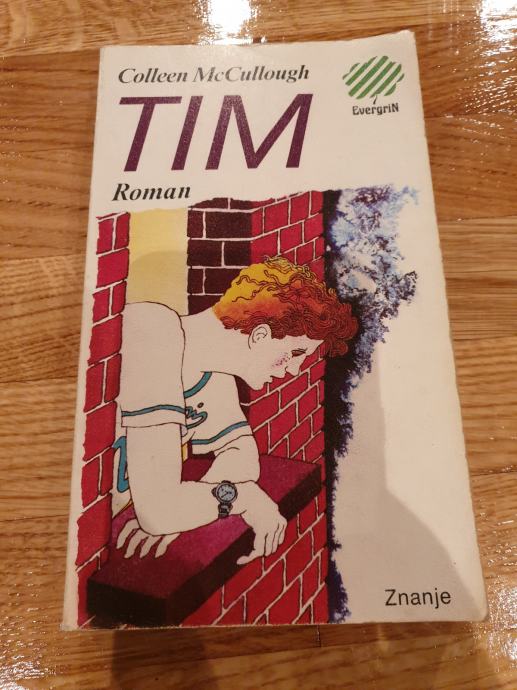 Colleen McCullough
TIM
EvergriN
Roman
Znanje